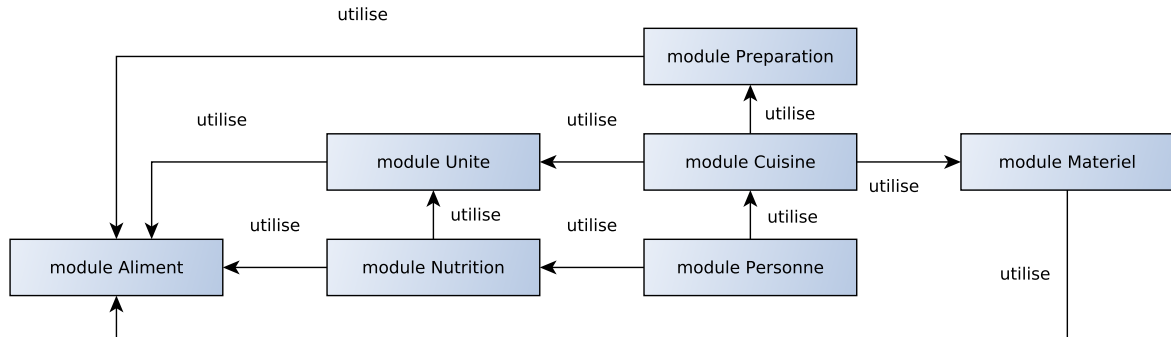 utilise
module Preparation
utilise
utilise
utilise
module Unite
module Cuisine
module Materiel
utilise
utilise
utilise
utilise
utilise
module Aliment
module Nutrition
module Personne
utilise